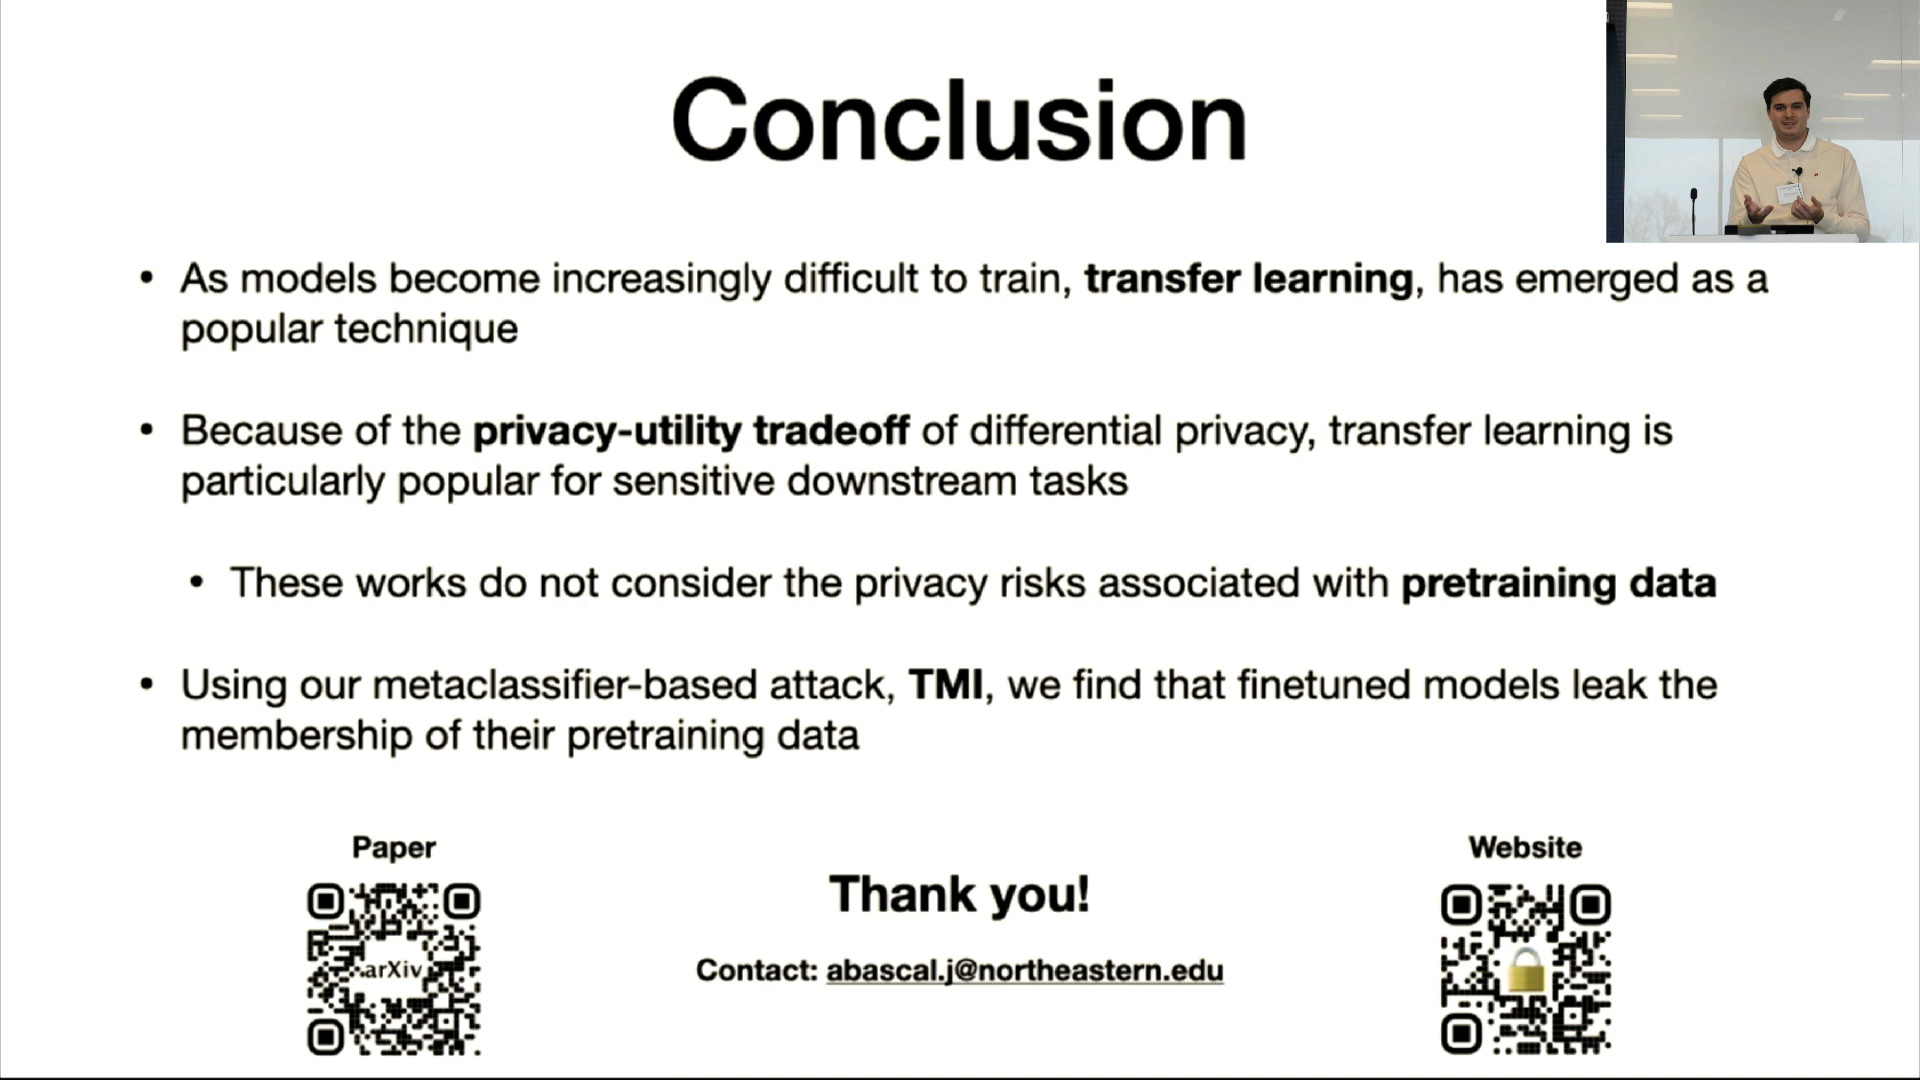 Conclusion
• As models become increasingly difficult to train, transfer learning, has emerged as a
popular technique
• Because of the privacy-utility tradeoff of differential privacy, transfer learning is
particularly popular for sensitive downstream tasks
• These works do not consider the privacy risks associated with pretraining data
• Using our metaclassifier-based attack, TMI, we find that finetuned models leak the
membership of their pretraining data
Paper
arXiv
Thank you!
Contact: abascal.j@northeastern.edu
Website